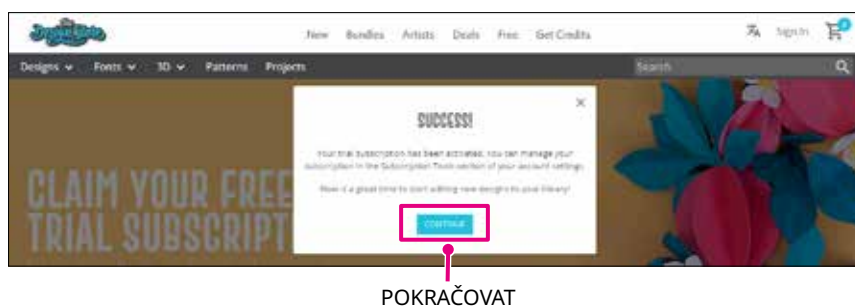 New Bundles Artists Deals Free Get Credits Sign In 0
Designs Fonts 3D Patterns Projects Search
SUCCESS!
Your trial subscription has been activated. You can manage your
subscription in the Subscription Tools section of your account settings.
Now is a great time to start adding new designs to your library!
CLAIM YOUR FREE
TRIAL SUBSCRIPT
CONTINUE
POKRAČOVAT